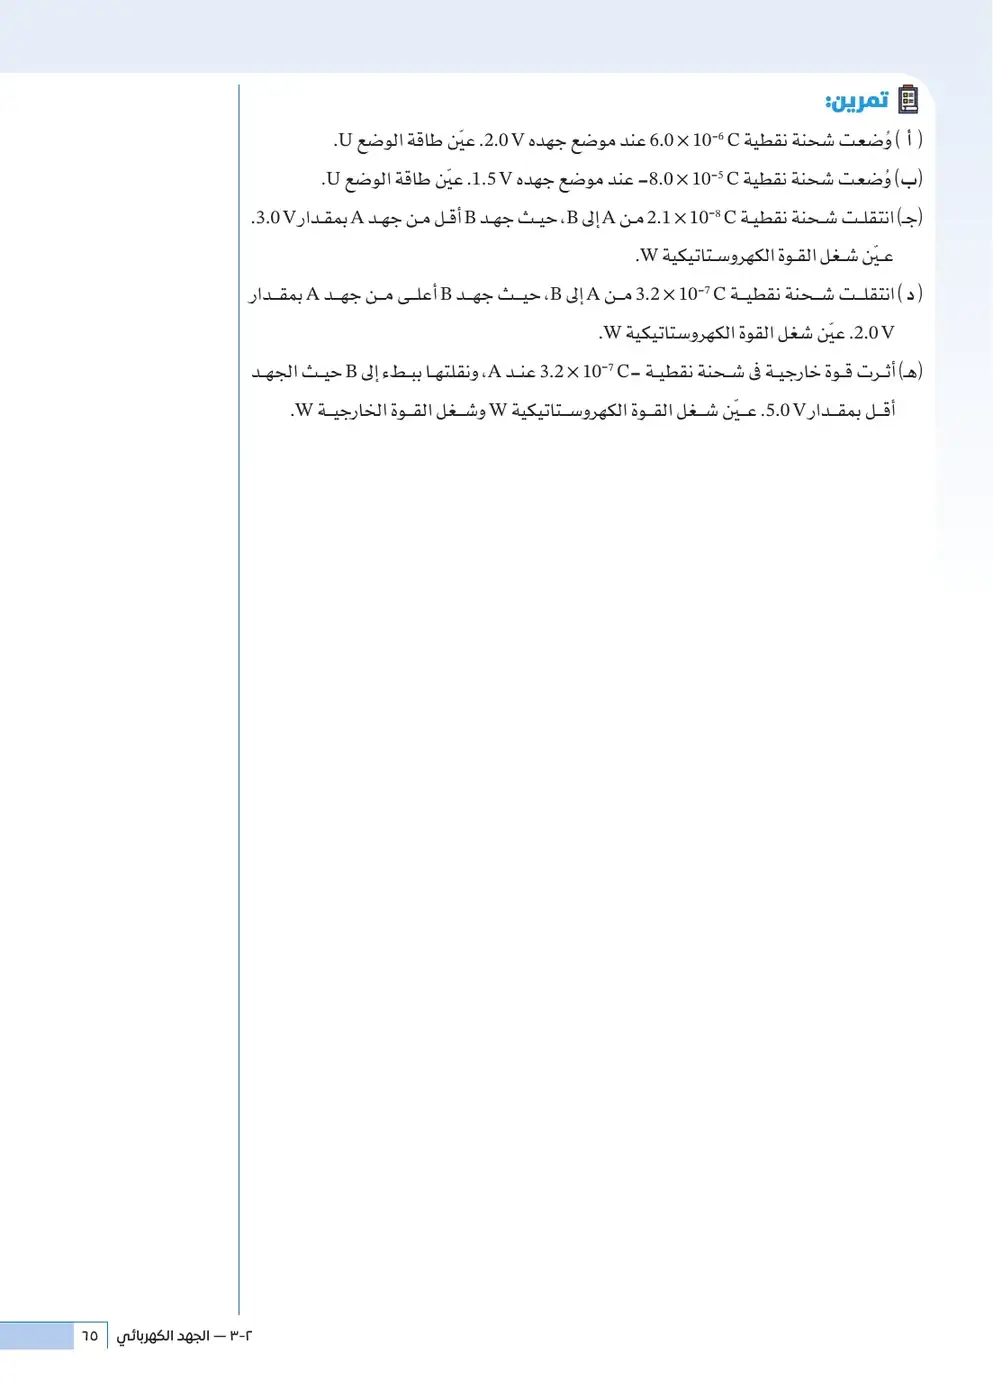 تمرين:
( أ ) وُضعت شحنة نقطية 6.0 × 10⁻⁶ C عند موضع جهده 2.0 V. عيّن طاقة الوضع U.
(ب) وُضعت شحنة نقطية 8.0 × 10⁻⁵ C− عند موضع جهده 1.5 V. عيّن طاقة الوضع U.
(جـ) انتقلت شحنة نقطية 2.1 × 10⁻⁸ C من A إلى B، حيث جهد B أقل من جهد A بمقدار 3.0 V.
عيّن شغل القوة الكهروستاتيكية W.
( د ) انتقلت شحنة نقطية 3.2 × 10⁻⁷ C من A إلى B، حيث جهد B أعلى من جهد A بمقدار
2.0 V. عيّن شغل القوة الكهروستاتيكية W.
(هـ) أثرت قوة خارجية في شحنة نقطية − 3.2 × 10⁻⁷ C عند A، ونقلتها ببطء إلى B حيث الجهد
أقل بمقدار 5.0 V. عيّن شغل القوة الكهروستاتيكية W وشغل القوة الخارجية W.
٢-٣ — الجهد الكهربائي ٦٥